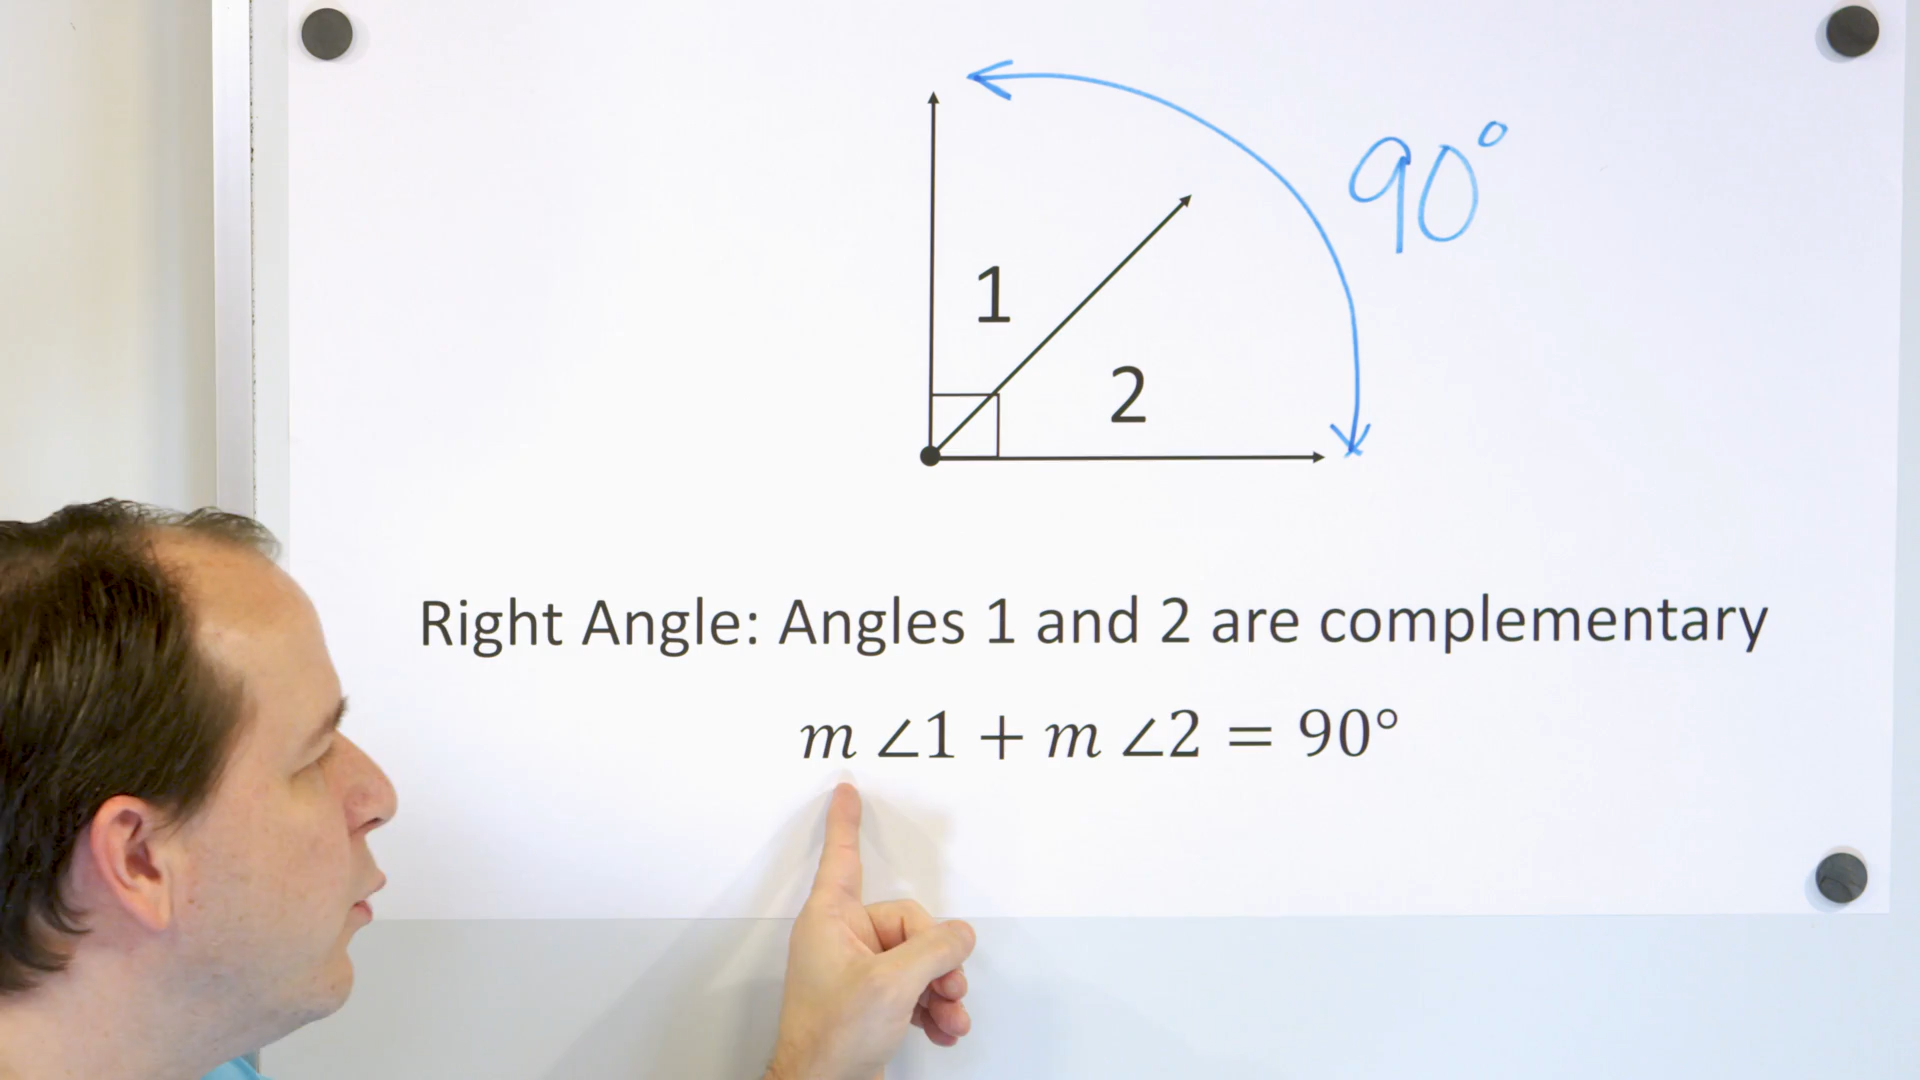 90°
1
2
Right Angle: Angles 1 and 2 are complementary
m ∠1 + m ∠2 = 90°